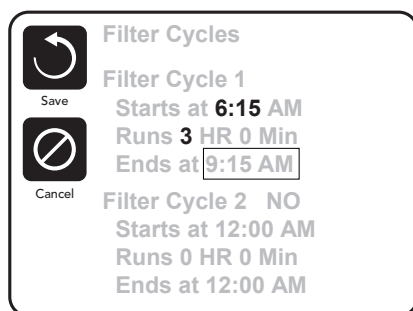 Filter Cycles
Save
Filter Cycle 1
Starts at 6:15 AM
Runs 3 HR 0 Min
Ends at 9:15 AM
Cancel
Filter Cycle 2 NO
Starts at 12:00 AM
Runs 0 HR 0 Min
Ends at 12:00 AM